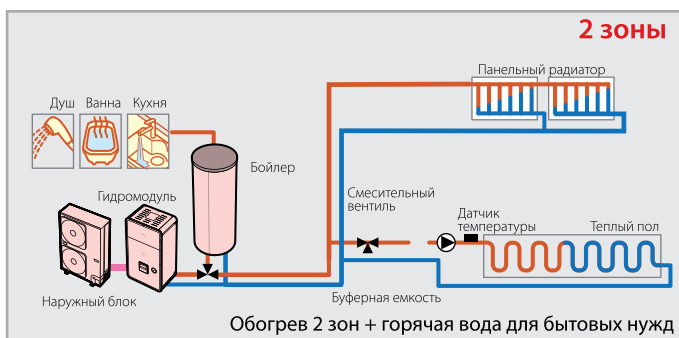 2 зоны
Панельный радиатор
Душ
Ванна
Кухня
Бойлер
Гидромодуль
Смесительный
вентиль
Датчик
температуры
Теплый пол
Наружный блок
Буферная емкость
Обогрев 2 зон + горячая вода для бытовых нужд